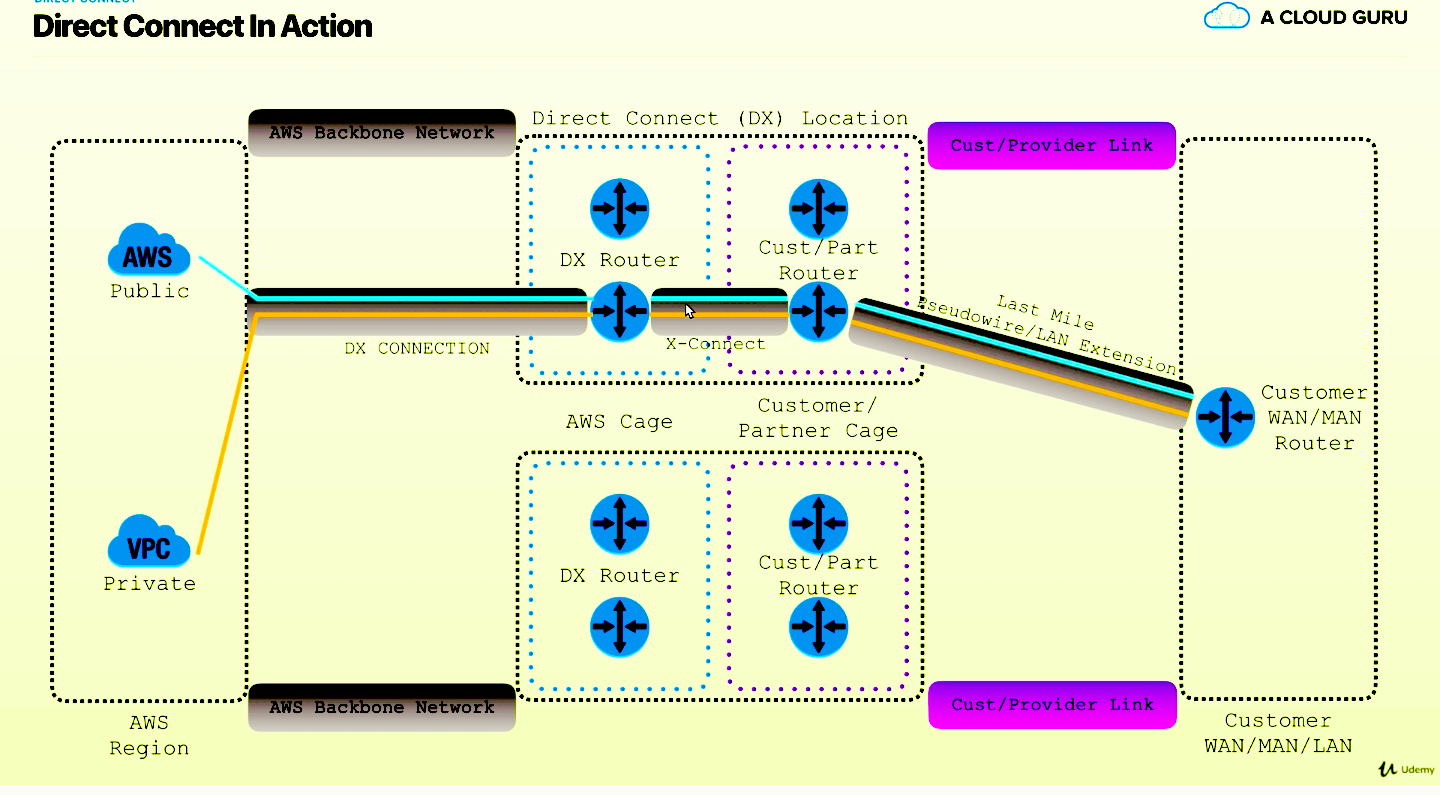 DIRECT CONNECT
Direct Connect In Action
A CLOUD GURU
AWS Backbone Network
Direct Connect (DX) Location
Cust/Provider Link
AWS
Public
DX Router
Cust/Part
Router
DX CONNECTION
X-Connect
Last Mile
Pseudowire/LAN Extension
Customer
WAN/MAN
Router
AWS Cage
Customer/
Partner Cage
VPC
Private
DX Router
Cust/Part
Router
AWS Backbone Network
Cust/Provider Link
AWS
Region
Customer
WAN/MAN/LAN
Udemy